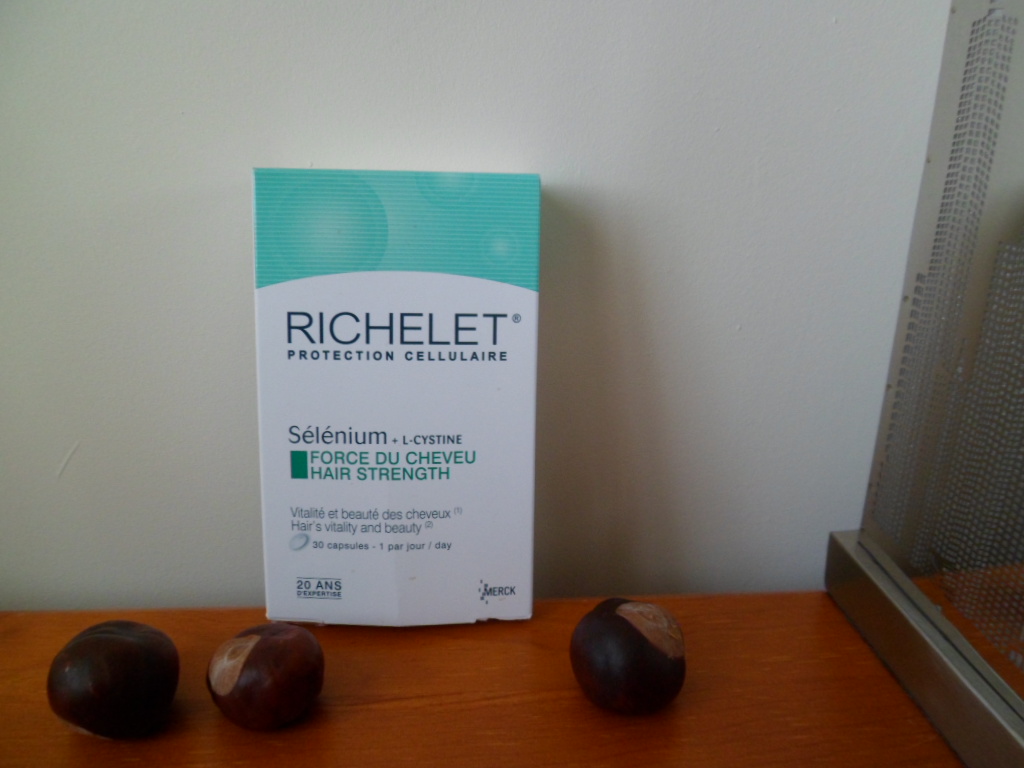 RICHELET®
PROTECTION CELLULAIRE
Sélénium + L-CYSTINE
FORCE DU CHEVEU
HAIR STRENGTH
Vitalité et beauté des cheveux (1)
Hair's vitality and beauty (2)
30 capsules - 1 par jour / day
20 ANS
D'EXPERTISE
MERCK